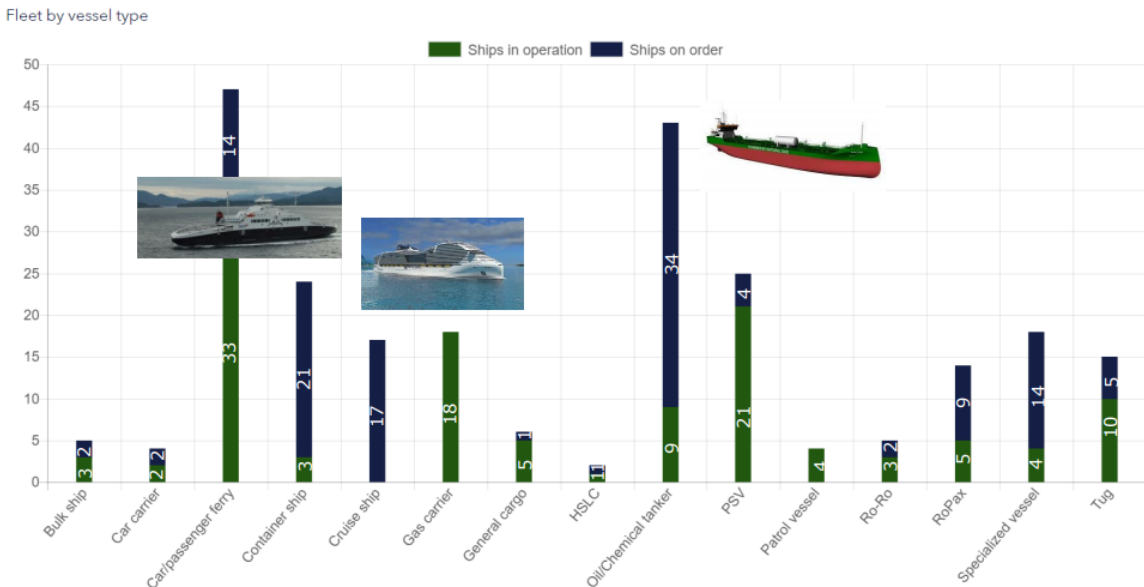 Fleet by vessel type
Ships in operation
Ships on order
50
45
40
35
30
25
20
15
10
5
0
3
2
2
2
33
14
3
21
17
18
5
1
1
1
9
34
21
4
4
3
2
5
9
4
14
10
5
Bulk ship
Car carrier
Car/passenger ferry
Container ship
Cruise ship
Gas carrier
General cargo
HSLC
Oil/Chemical tanker
PSV
Patrol vessel
Ro-Ro
RoPax
Specialized vessel
Tug